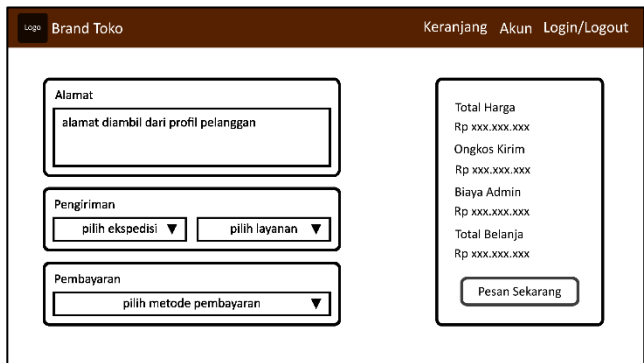 Logo Brand Toko Keranjang Akun Login/Logout
Alamat
alamat diambil dari profil pelanggan
Pengiriman
pilih ekspedisi ▼ pilih layanan ▼
Pembayaran
pilih metode pembayaran ▼
Total Harga
Rp xxx.xxx.xxx
Ongkos Kirim
Rp xxx.xxx.xxx
Biaya Admin
Rp xxx.xxx.xxx
Total Belanja
Rp xxx.xxx.xxx
Pesan Sekarang